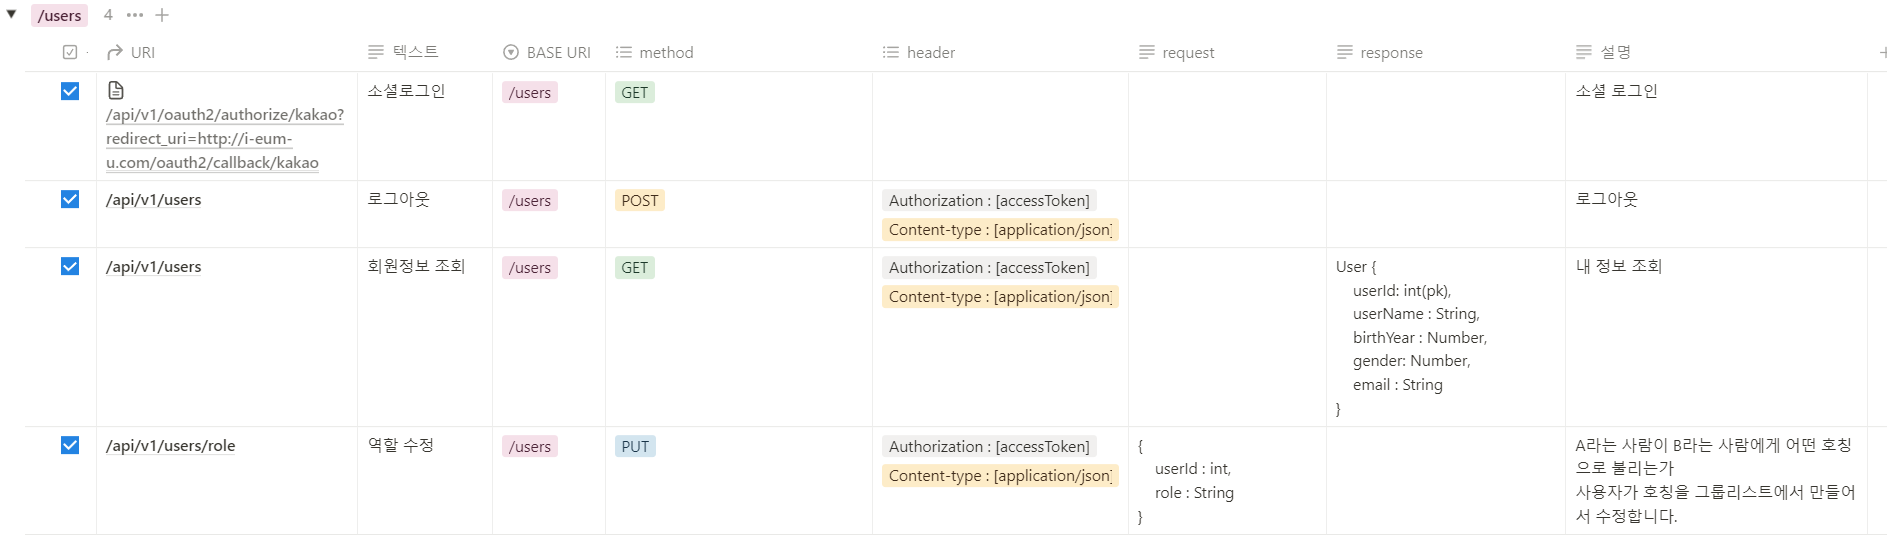 /users 4
URI 텍스트 BASE URI method header request response 설명
/api/v1/oauth2/authorize/kakao?
redirect_uri=http://i-eum-
u.com/oauth2/callback/kakao
소셜로그인
/users
GET
소셜 로그인
/api/v1/users
로그아웃
/users
POST
Authorization : [accessToken]
Content-type : [application/json]
로그아웃
/api/v1/users
회원정보 조회
/users
GET
Authorization : [accessToken]
Content-type : [application/json]
User {
userId: int(pk),
userName : String,
birthYear : Number,
gender: Number,
email : String
}
내 정보 조회
/api/v1/users/role
역할 수정
/users
PUT
Authorization : [accessToken]
Content-type : [application/json]
{
userId : int,
role : String
}
A라는 사람이 B라는 사람에게 어떤 호칭
으로 불리는가
사용자가 호칭을 그룹리스트에서 만들어
서 수정합니다.